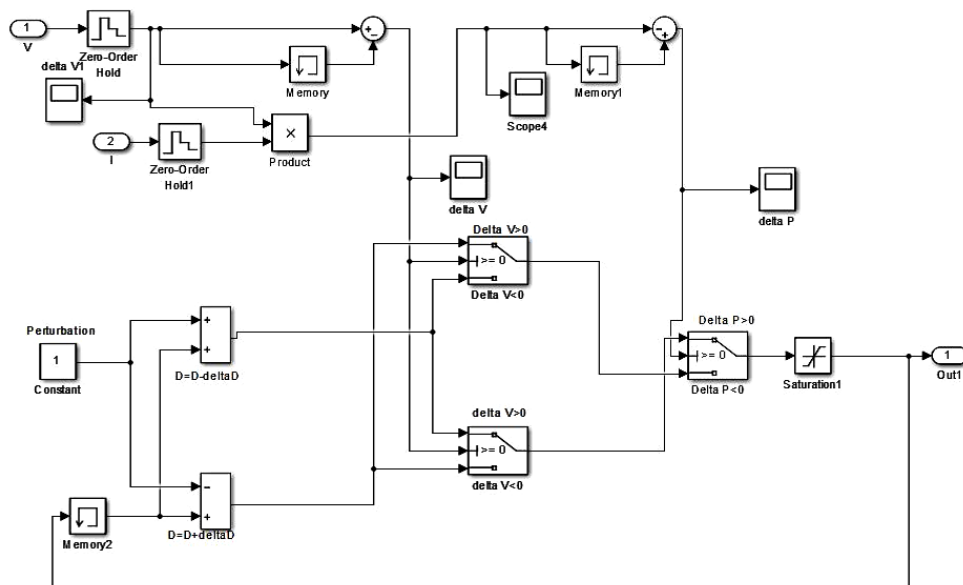 1
V
Zero-Order
Hold
delta V1
Memory
+
-
-
+
Memory1
Scope4
2
I
Zero-Order
Hold1
×
Product
delta V
delta P
Delta V>0
>= 0
Delta V<0
Perturbation
1
Constant
+
+
D=D-deltaD
Delta P>0
>= 0
Delta P<0
Saturation1
1
Out1
delta V>0
>= 0
delta V<0
-
+
D=D+deltaD
Memory2